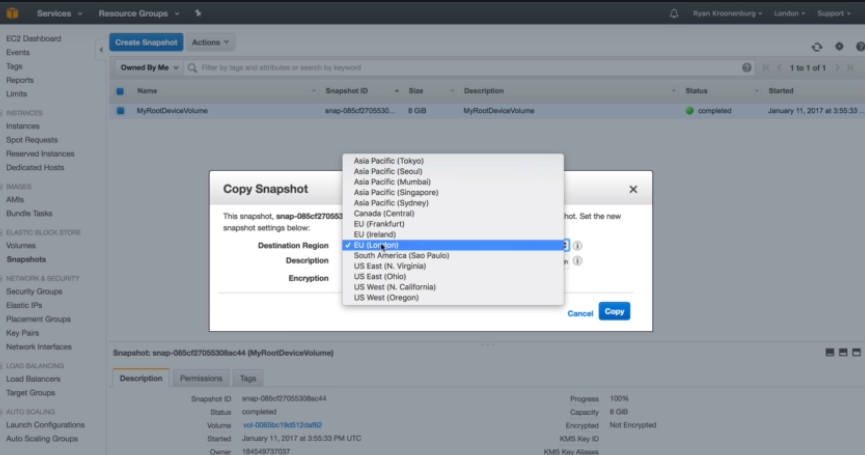 Services Resource Groups Ryan Kroonenburg London Support
EC2 Dashboard
Events
Tags
Reports
Limits
INSTANCES
Instances
Spot Requests
Reserved Instances
Dedicated Hosts
IMAGES
AMIs
Bundle Tasks
ELASTIC BLOCK STORE
Volumes
Snapshots
NETWORK & SECURITY
Security Groups
Elastic IPs
Placement Groups
Key Pairs
Network Interfaces
LOAD BALANCING
Load Balancers
Target Groups
AUTO SCALING
Launch Configurations
Auto Scaling Groups
Create Snapshot Actions
Owned By Me Filter by tags and attributes or search by keyword 1 to 1 of 1
Name Snapshot ID Size Description Status Started
MyRootDeviceVolume snap-085cf2705530... 8 GiB MyRootDeviceVolume completed January 11, 2017 at 3:55:33 ...
Copy Snapshot
This snapshot, snap-085cf270553 hot. Set the new
snapshot settings below:
Destination Region
Description
Encryption
Asia Pacific (Tokyo)
Asia Pacific (Seoul)
Asia Pacific (Mumbai)
Asia Pacific (Singapore)
Asia Pacific (Sydney)
Canada (Central)
EU (Frankfurt)
EU (Ireland)
✓ EU (London)
South America (Sao Paulo)
US East (N. Virginia)
US East (Ohio)
US West (N. California)
US West (Oregon)
Cancel Copy
Snapshot: snap-085cf27055308ac44 (MyRootDeviceVolume)
Description Permissions Tags
Snapshot ID snap-085cf27055308ac44 Progress 100%
Status completed Capacity 8 GiB
Volume Encrypted Not Encrypted
Started January 11, 2017 at 3:55:33 PM UTC KMS Key ID
Owner 184549737037 KMS Key Aliases